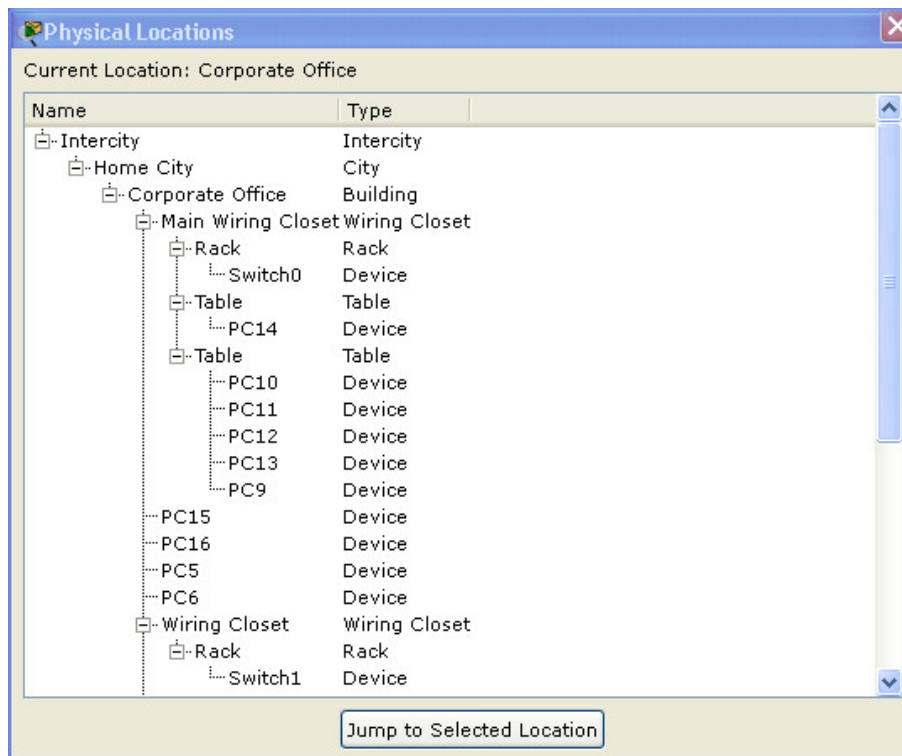 Physical Locations
Current Location: Corporate Office
Name Type
Intercity Intercity
Home City City
Corporate Office Building
Main Wiring Closet Wiring Closet
Rack Rack
Switch0 Device
Table Table
PC14 Device
Table Table
PC10 Device
PC11 Device
PC12 Device
PC13 Device
PC9 Device
PC15 Device
PC16 Device
PC5 Device
PC6 Device
Wiring Closet Wiring Closet
Rack Rack
Switch1 Device
Jump to Selected Location